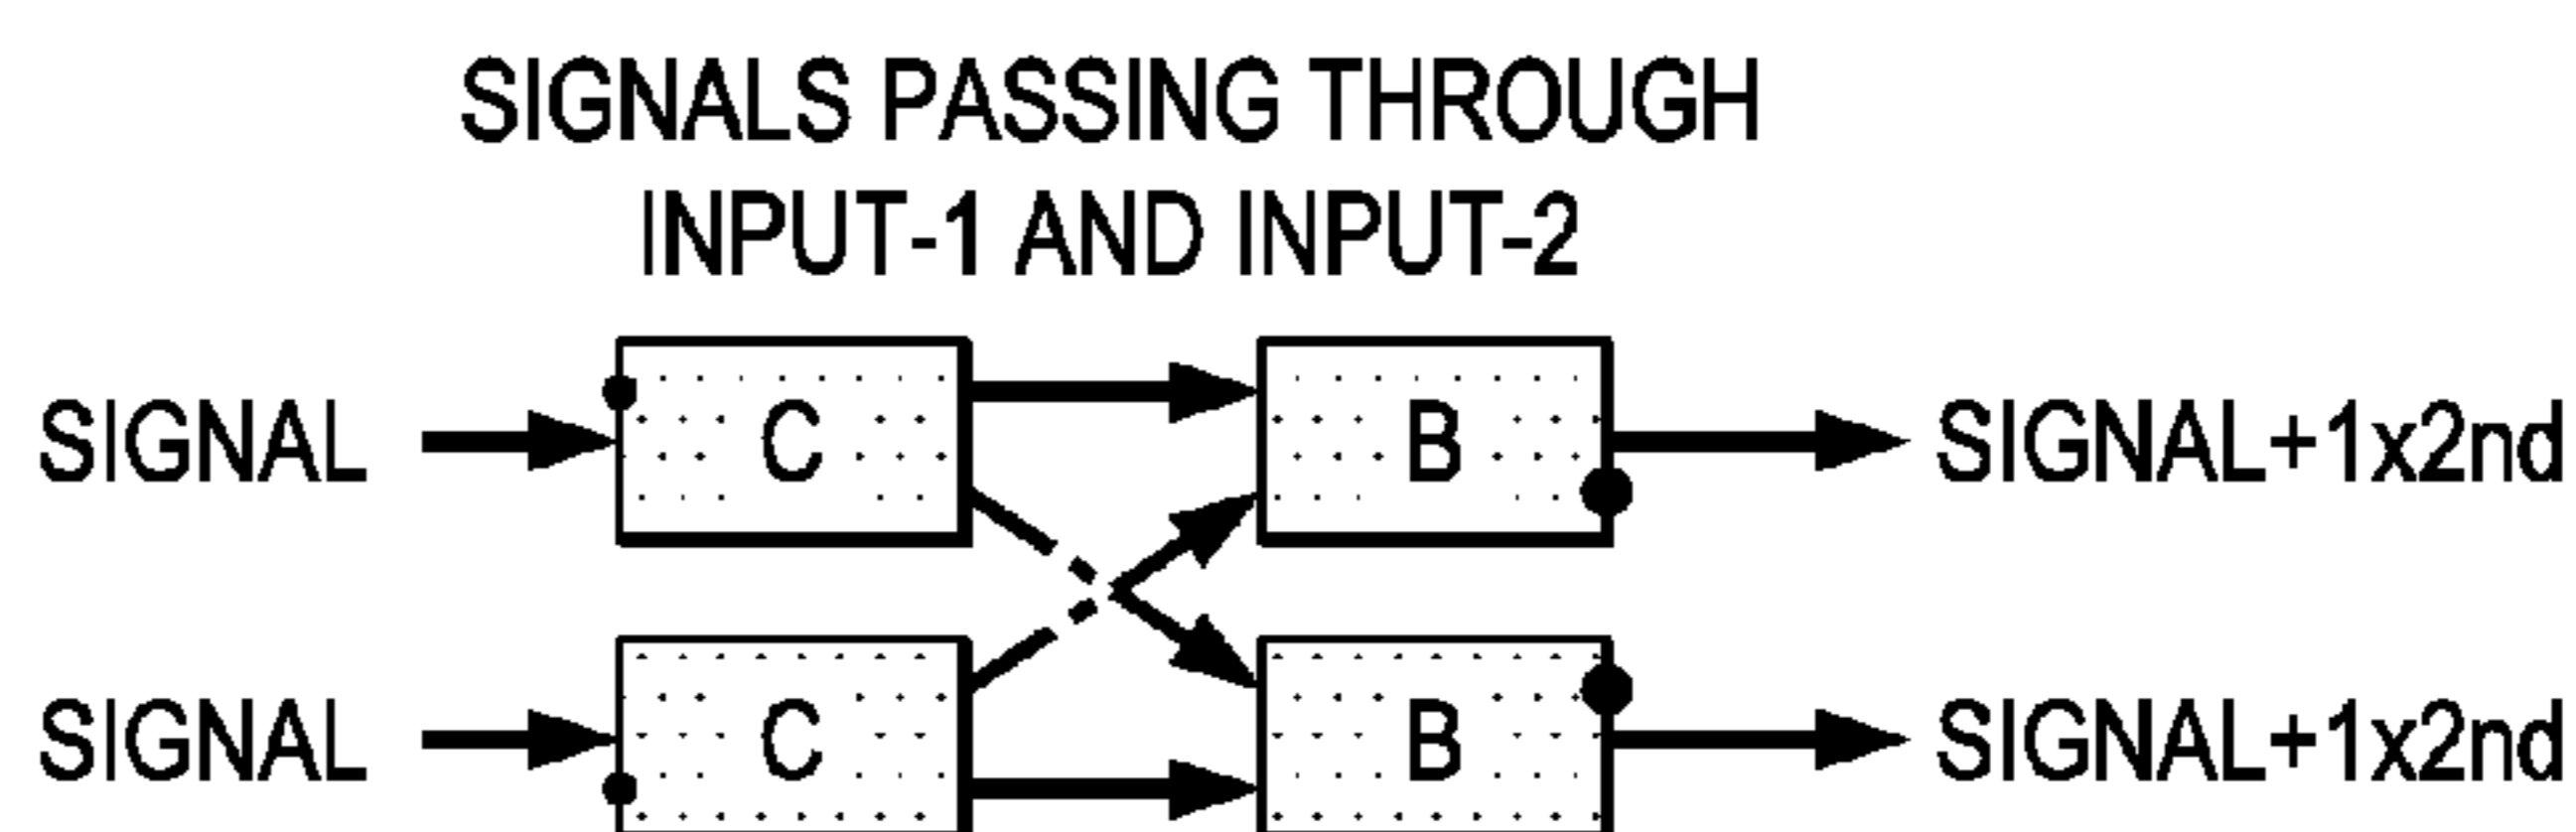 SIGNALS PASSING THROUGH
INPUT-1 AND INPUT-2
SIGNAL C B SIGNAL+1x2nd
SIGNAL C B SIGNAL+1x2nd